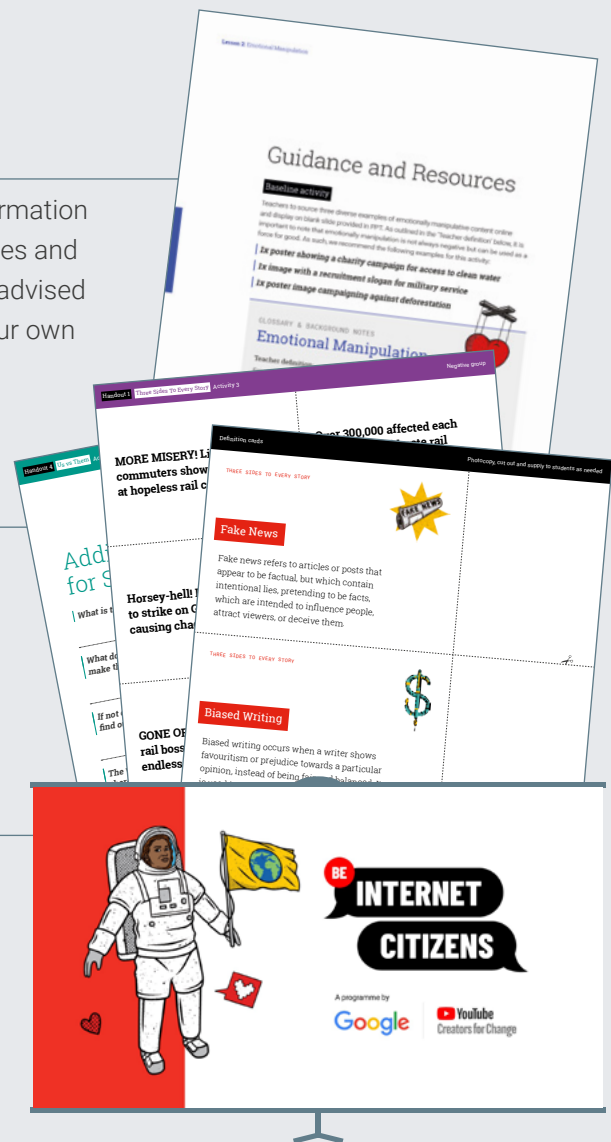 rmation
es and
advised
ur own
Lesson 2 Emotional Manipulation
Guidance and Resources
Baseline activity
Teachers to source three diverse examples of emotionally manipulative content online
and display on blank slide provided in PPT. As outlined in the 'Teacher definition' below, it is
important to note that emotionally manipulation is not always negative but can be used as a
force for good. As such, we recommend the following examples for this activity:
1x poster showing a charity campaign for access to clean water
1x image with a recruitment slogan for military service
1x poster image campaigning against deforestation
GLOSSARY & BACKGROUND NOTES
Emotional Manipulation
Teacher definition
Handout 1 Three Sides To Every Story Activity 3
Negative group
MORE MISERY! Li
commuters show
at hopeless rail c
ver 300,000 affected each
rail
Horsey-hell!
to strike on
causing cha
GONE OF
rail boss
endless
Handout 4 Us vs Them
Addi
for S
What is t
What do
make th
If not
find o
The
Definition cards
Photocopy, cut out and supply to students as needed
THREE SIDES TO EVERY STORY
FAKE NEWS
Fake News
Fake news refers to articles or posts that
appear to be factual, but which contain
intentional lies, pretending to be facts,
which are intended to influence people,
attract viewers, or deceive them.
THREE SIDES TO EVERY STORY
$
Biased Writing
Biased writing occurs when a writer shows
favouritism or prejudice towards a particular
opinion, instead of being fair and balanced.
BE
INTERNET
CITIZENS
A programme by
Google
YouTube
Creators for Change